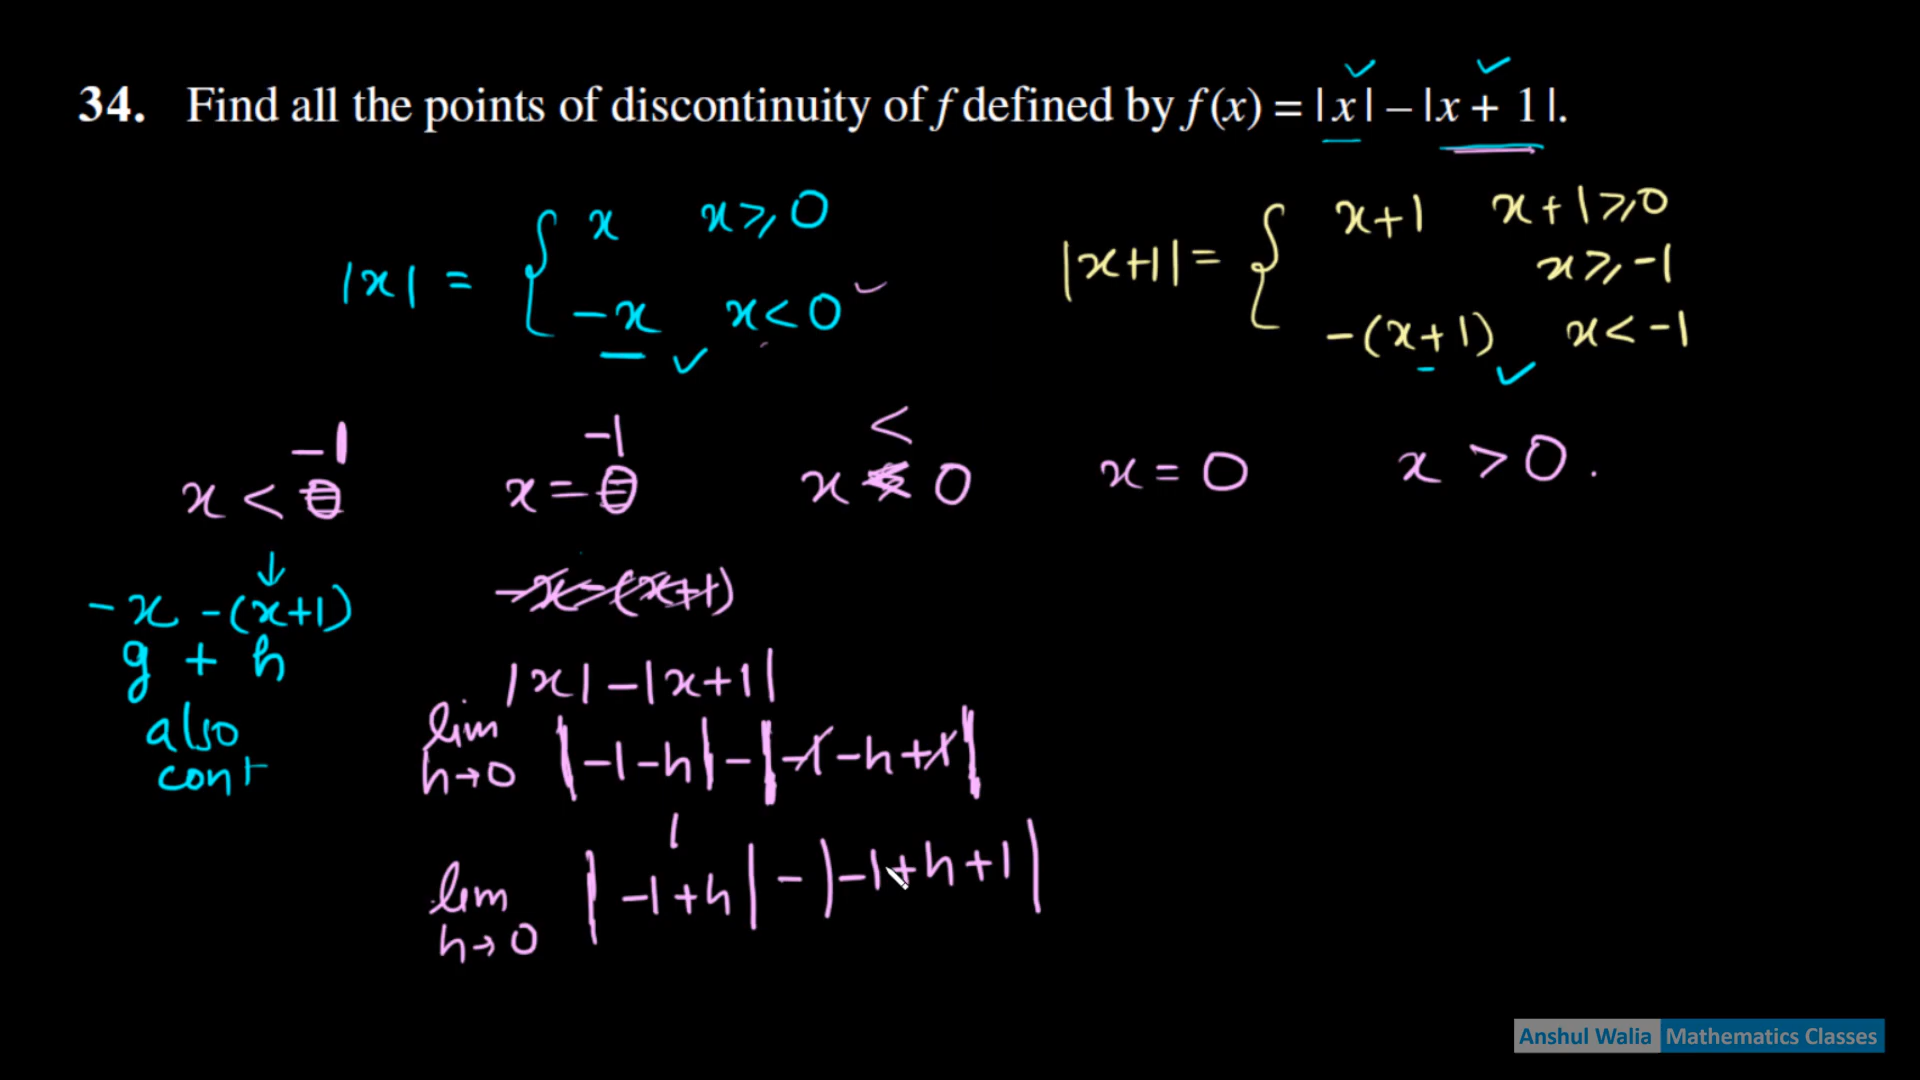 34. Find all the points of discontinuity of f defined by f(x) = |x| – |x + 1|.
|x| = { x x ⩾ 0
-x x < 0
|x+1| = { x+1 x+1 ⩾ 0
x ⩾ -1
-(x+1) x < -1
x < -1 x = -1 x < 0 x = 0 x > 0.
-x -(x+1)
g + h
also
cont
-x-(x+1)
|x| - |x+1|
lim h→0 |-1-h| - |-1-h+1|
lim h→0 |-1+h| - |-1+h+1|
Anshul Walia Mathematics Classes